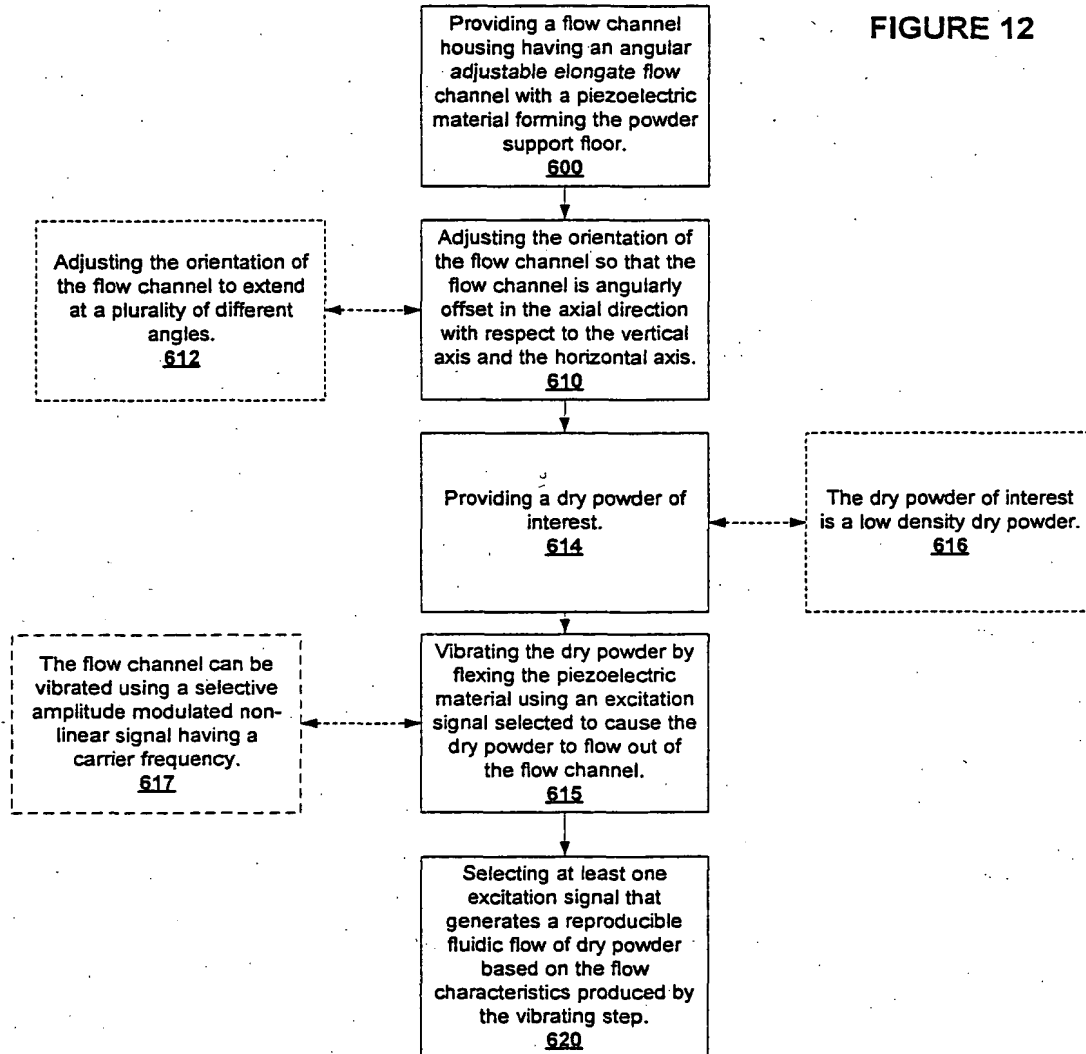 FIGURE 12
Providing a flow channel
housing having an angular
adjustable elongate flow
channel with a piezoelectric
material forming the powder
support floor.
600
Adjusting the orientation of
the flow channel to extend
at a plurality of different
angles.
612
Adjusting the orientation of
the flow channel so that the
flow channel is angularly
offset in the axial direction
with respect to the vertical
axis and the horizontal axis.
610
Providing a dry powder of
interest.
614
The dry powder of interest
is a low density dry powder.
616
The flow channel can be
vibrated using a selective
amplitude modulated non-
linear signal having a
carrier frequency.
617
Vibrating the dry powder by
flexing the piezoelectric
material using an excitation
signal selected to cause the
dry powder to flow out of
the flow channel.
615
Selecting at least one
excitation signal that
generates a reproducible
fluidic flow of dry powder
based on the flow
characteristics produced by
the vibrating step.
620